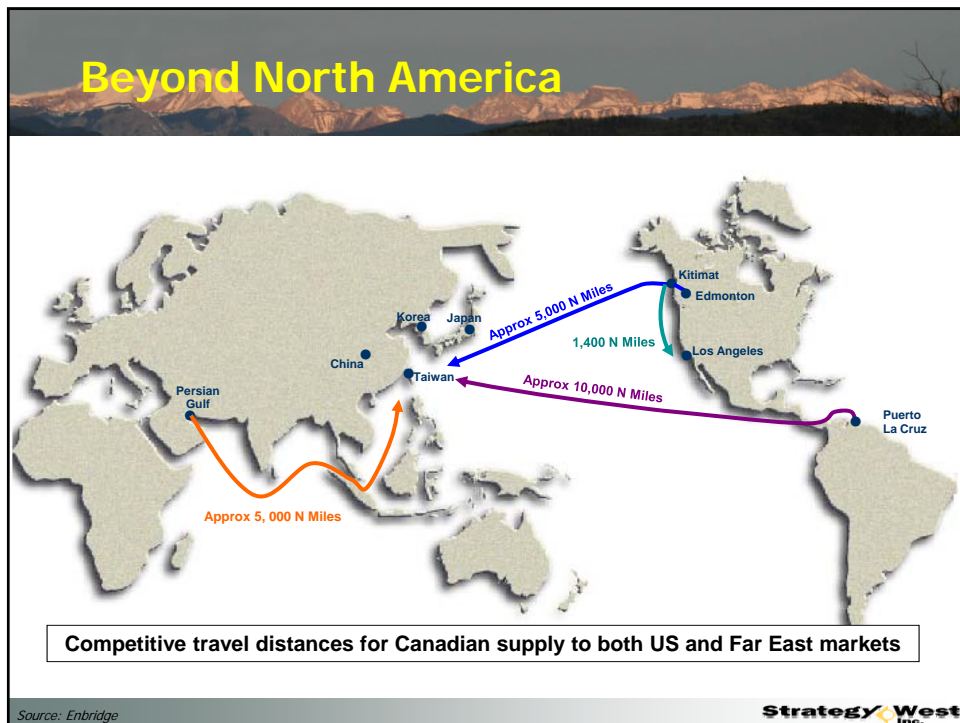 Beyond North America
Kitimat
Edmonton
Approx 5,000 N Miles
Korea
Japan
1,400 N Miles
Los Angeles
China
Taiwan
Approx 10,000 N Miles
Persian
Gulf
Puerto
La Cruz
Approx 5, 000 N Miles
Competitive travel distances for Canadian supply to both US and Far East markets
Source: Enbridge
Strategy West
Inc.